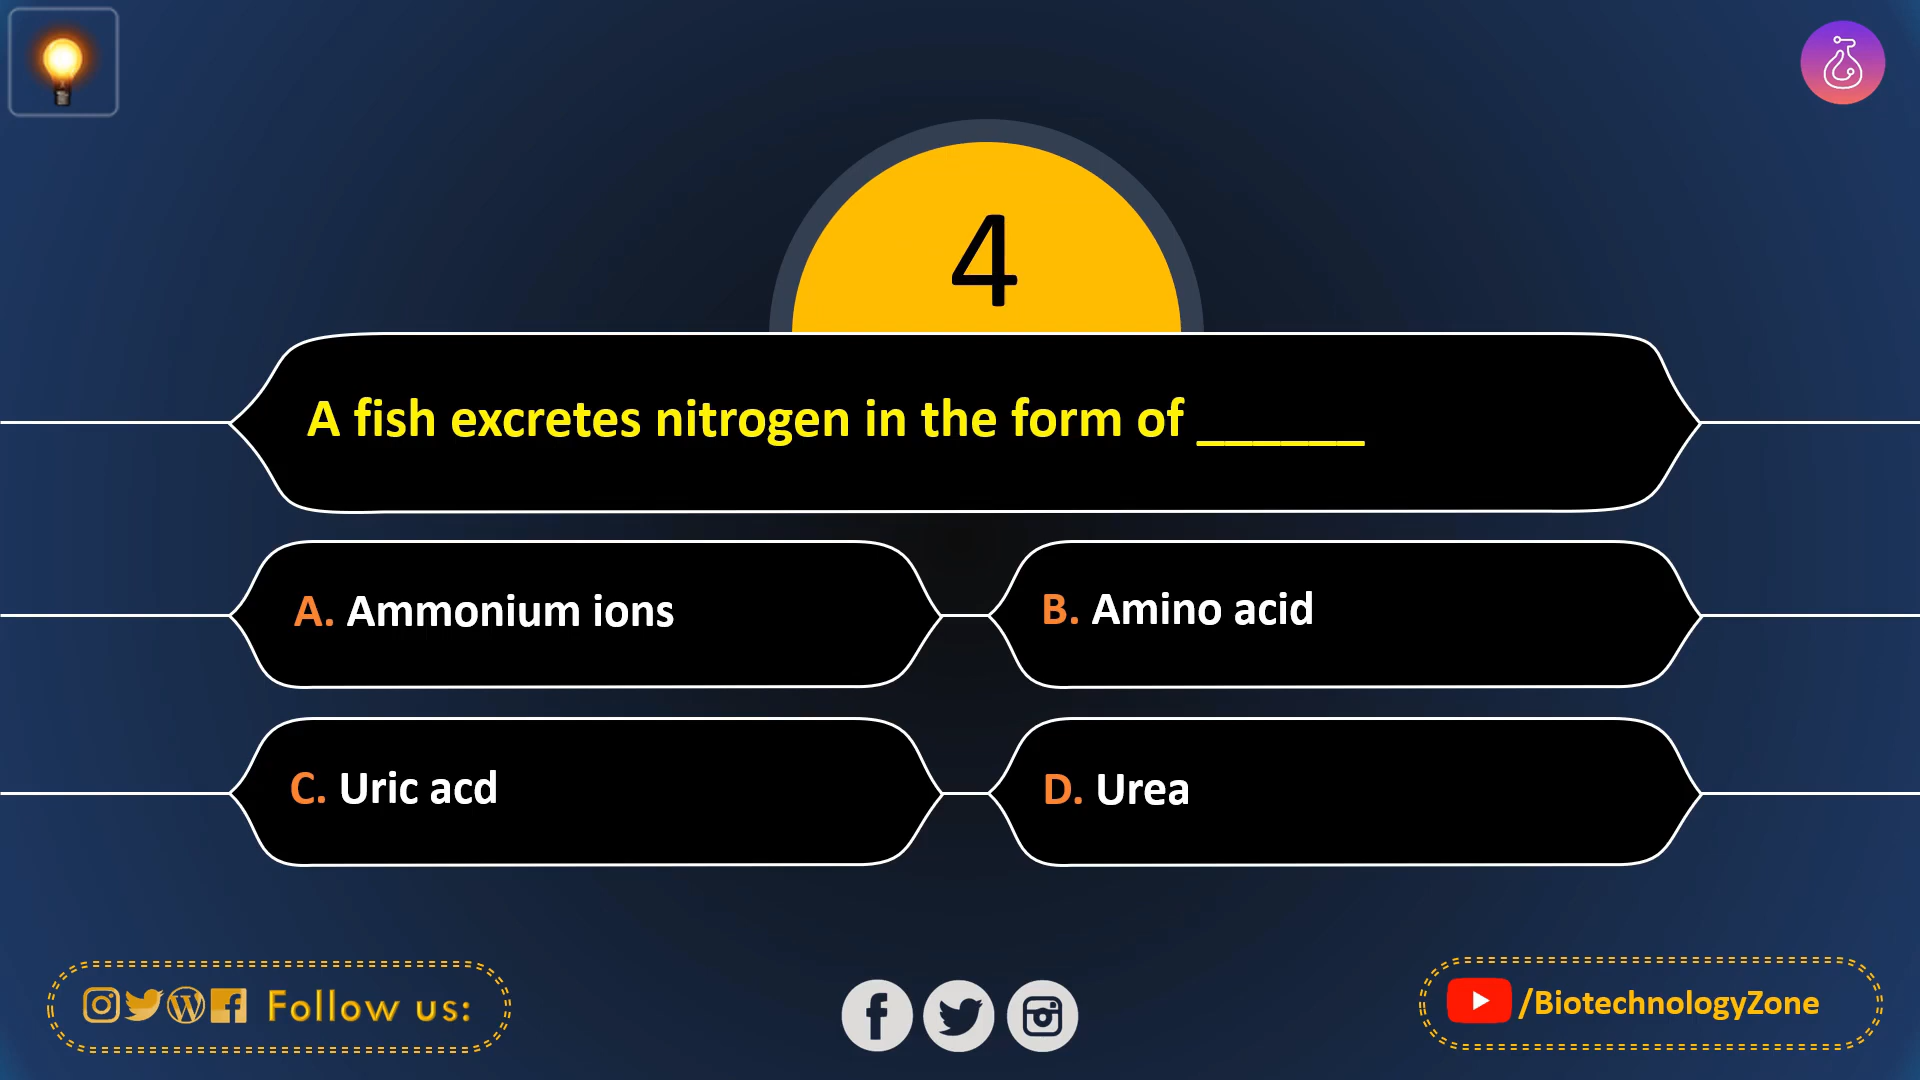 4
A fish excretes nitrogen in the form of ______
A. Ammonium ions
B. Amino acid
C. Uric acd
D. Urea
Follow us:
/BiotechnologyZone